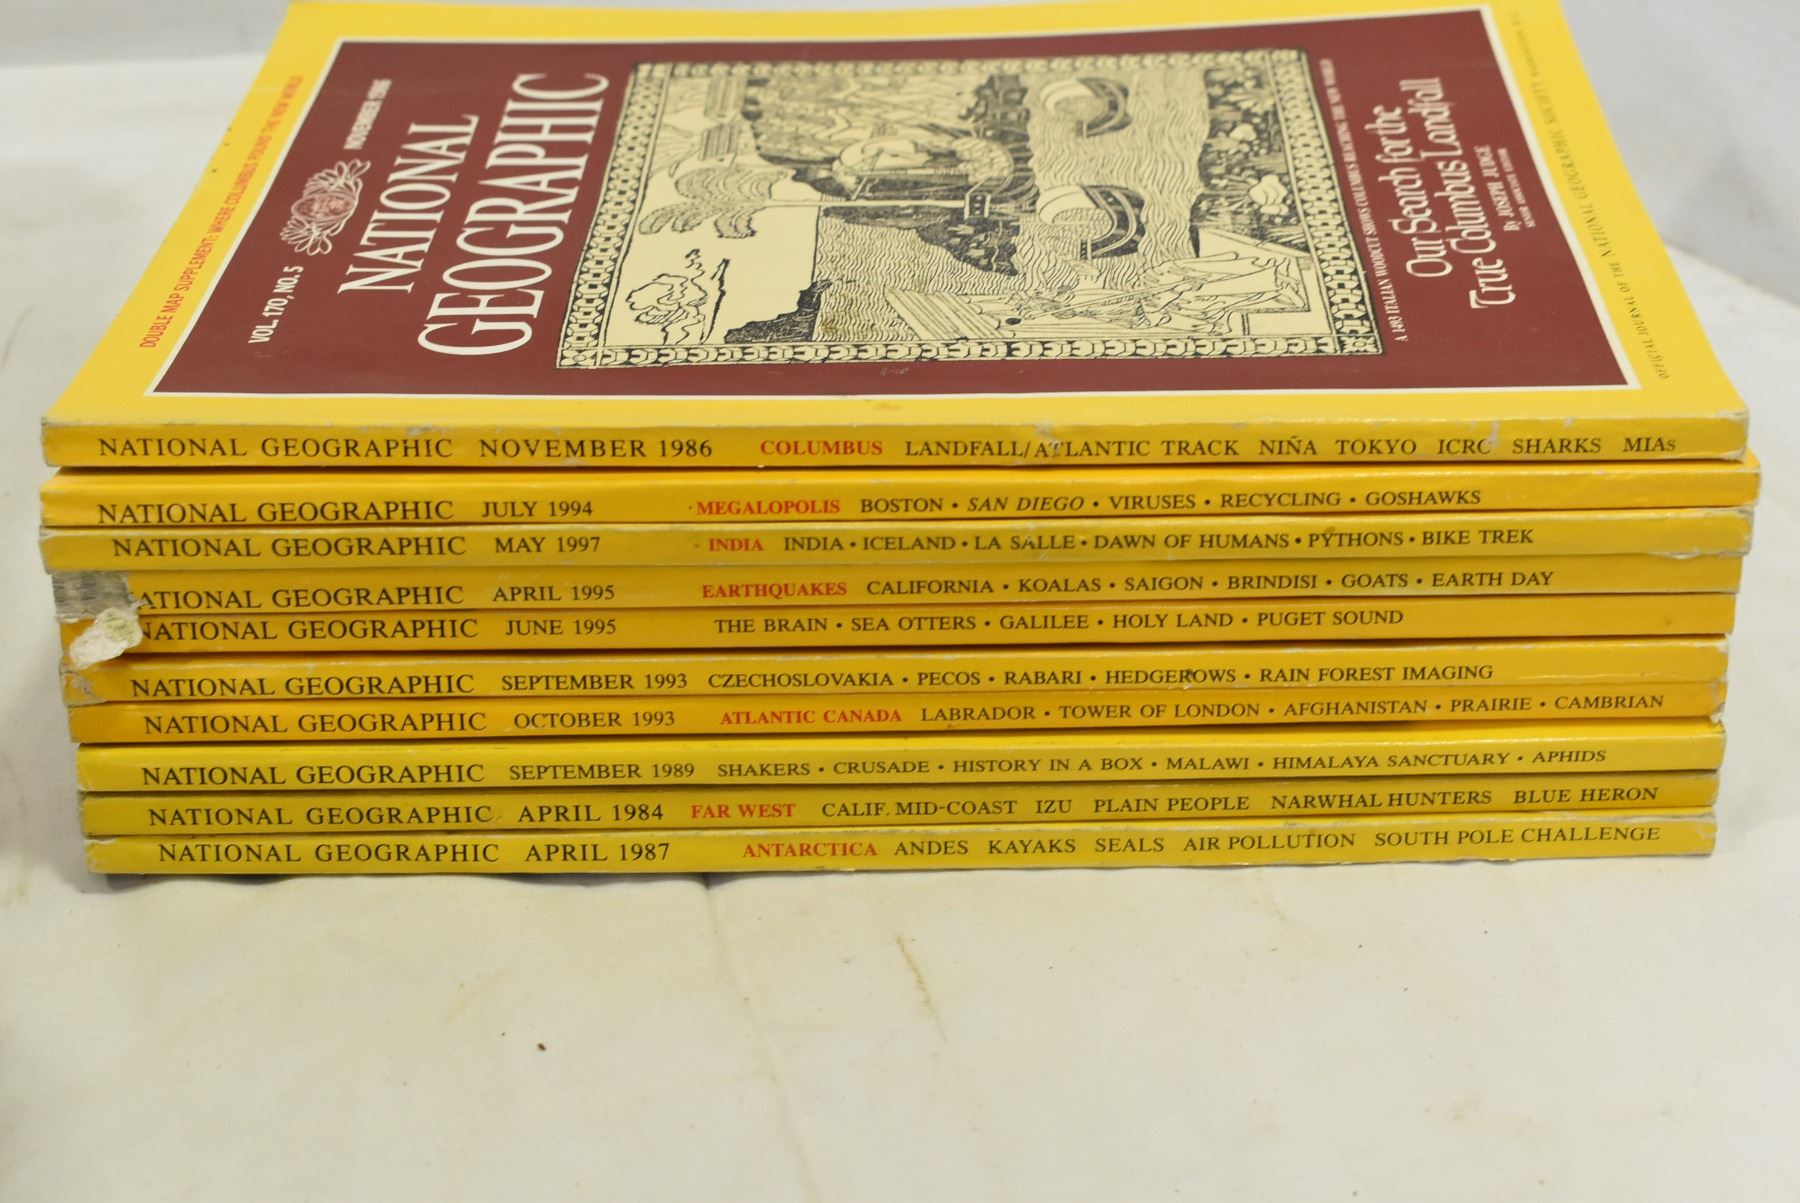 DOUBLE MAP SUPPLEMENT: WHERE COLUMBUS FOUND THE NEW WORLD
VOL. 170, NO. 5 NOVEMBER 1986
NATIONAL
GEOGRAPHIC
A 1493 ITALIAN WOODCUT SHOWS COLUMBUS REACHING THE NEW WORLD
Our Search for the
True Columbus Landfall
By JOSEPH JUDGE
SENIOR ASSOCIATE EDITOR
OFFICIAL JOURNAL OF THE NATIONAL GEOGRAPHIC SOCIETY WASHINGTON, D.C.
NATIONAL GEOGRAPHIC NOVEMBER 1986 COLUMBUS LANDFALL/ATLANTIC TRACK NIÑA TOKYO ICRC SHARKS MIAs
NATIONAL GEOGRAPHIC JULY 1994 MEGALOPOLIS BOSTON • SAN DIEGO • VIRUSES • RECYCLING • GOSHAWKS
NATIONAL GEOGRAPHIC MAY 1997 INDIA INDIA • ICELAND • LA SALLE • DAWN OF HUMANS • PYTHONS • BIKE TREK
ATIONAL GEOGRAPHIC APRIL 1995 EARTHQUAKES CALIFORNIA • KOALAS • SAIGON • BRINDISI • GOATS • EARTH DAY
NATIONAL GEOGRAPHIC JUNE 1995 THE BRAIN • SEA OTTERS • GALILEE • HOLY LAND • PUGET SOUND
NATIONAL GEOGRAPHIC SEPTEMBER 1993 CZECHOSLOVAKIA • PECOS • RABARI • HEDGEROWS • RAIN FOREST IMAGING
NATIONAL GEOGRAPHIC OCTOBER 1993 ATLANTIC CANADA LABRADOR • TOWER OF LONDON • AFGHANISTAN • PRAIRIE • CAMBRIAN
NATIONAL GEOGRAPHIC SEPTEMBER 1989 SHAKERS • CRUSADE • HISTORY IN A BOX • MALAWI • HIMALAYA SANCTUARY • APHIDS
NATIONAL GEOGRAPHIC APRIL 1984 FAR WEST CALIF. MID-COAST IZU PLAIN PEOPLE NARWHAL HUNTERS BLUE HERON
NATIONAL GEOGRAPHIC APRIL 1987 ANTARCTICA ANDES KAYAKS SEALS AIR POLLUTION SOUTH POLE CHALLENGE